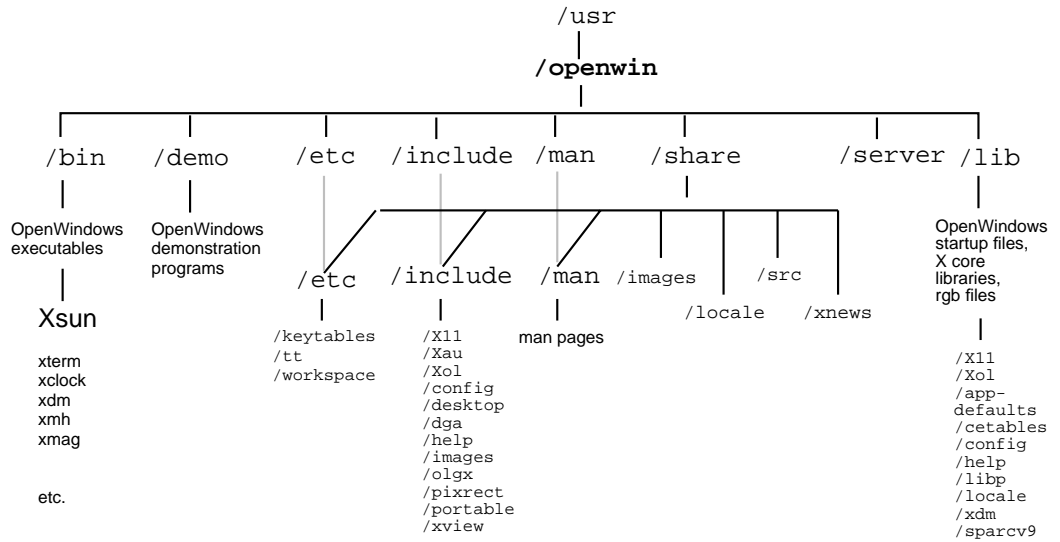 /usr
/openwin
/bin /demo /etc /include /man /share /server /lib
OpenWindows
executables
OpenWindows
demonstration
programs
OpenWindows
startup files,
X core
libraries,
rgb files
/etc /include /man /images /src
/locale /xnews
Xsun
xterm
xclock
xdm
xmh
xmag
etc.
/keytables
/tt
/workspace
/X11
/Xau
/Xol
/config
/desktop
/dga
/help
/images
/olgx
/pixrect
/portable
/xview
man pages
/X11
/Xol
/app-
defaults
/cetables
/config
/help
/libp
/locale
/xdm
/sparcv9